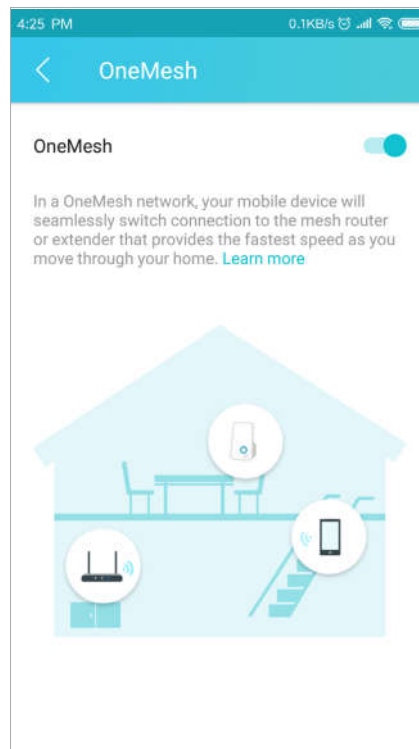 4:25 PM 0.1KB/s
OneMesh
OneMesh
In a OneMesh network, your mobile device will
seamlessly switch connection to the mesh router
or extender that provides the fastest speed as you
move through your home. Learn more